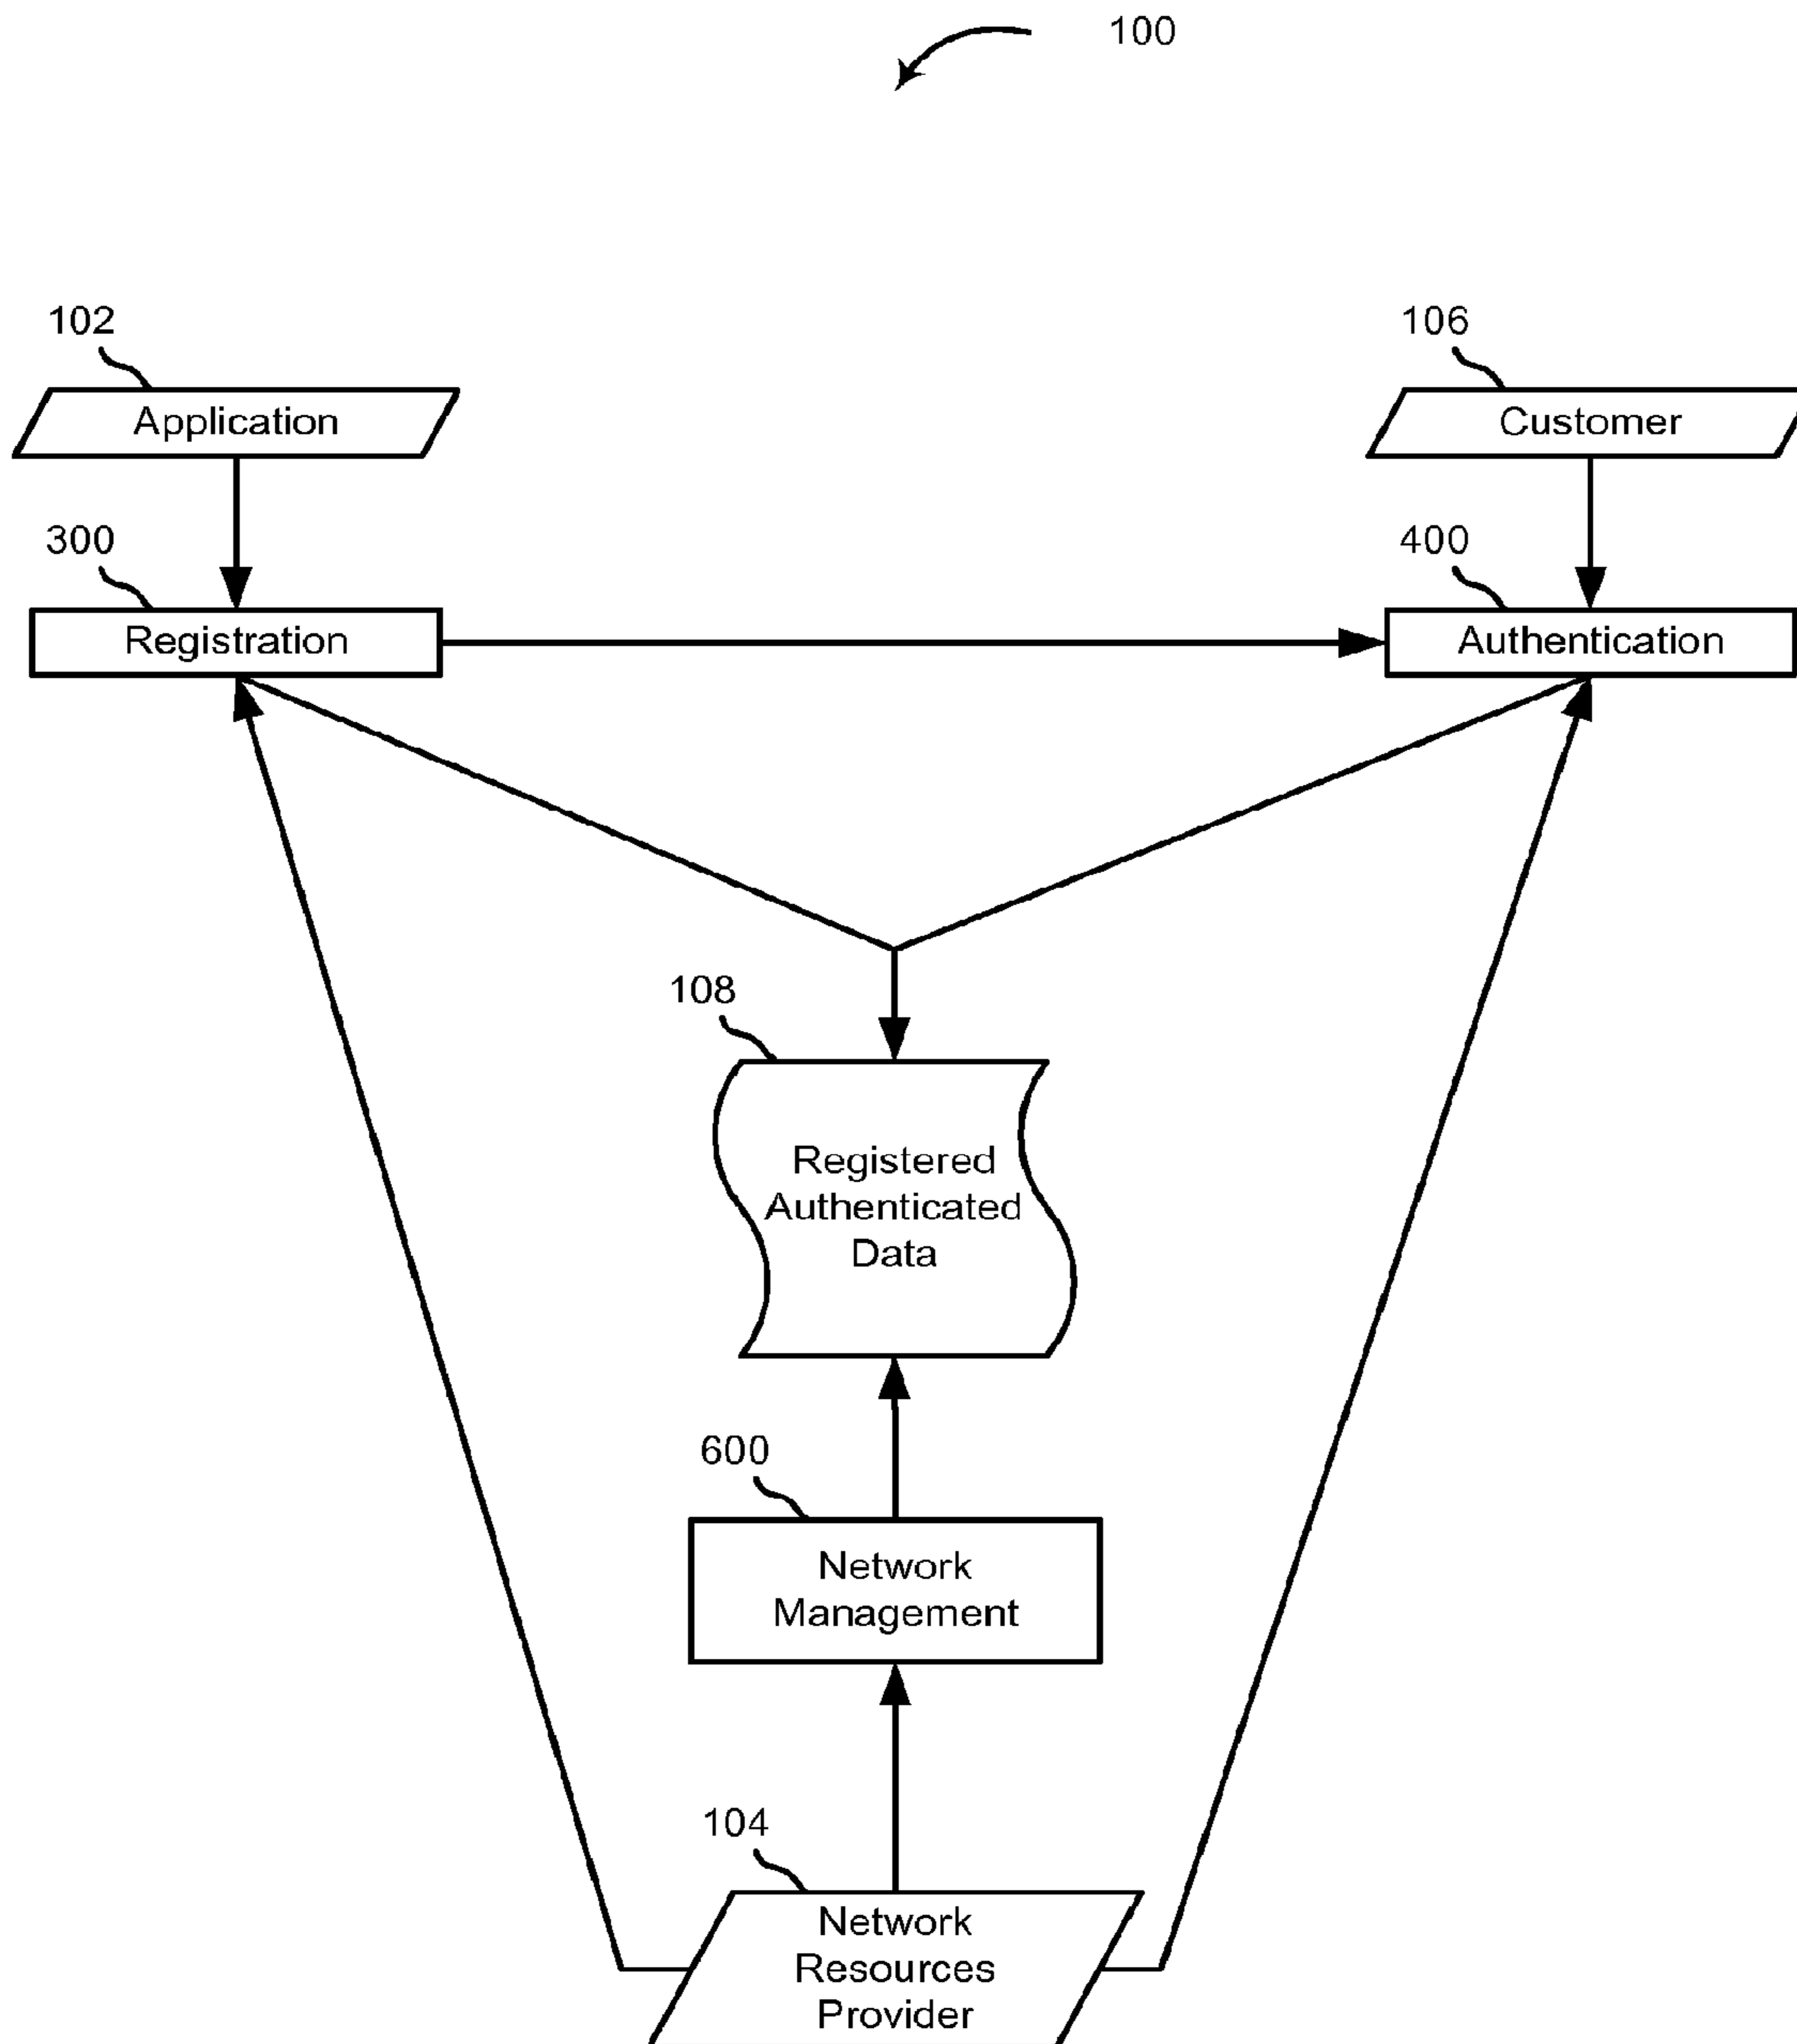 100
102
106
Application
Customer
300
400
Registration
Authentication
108
Registered
Authenticated
Data
600
Network
Management
104
Network
Resources
Provider